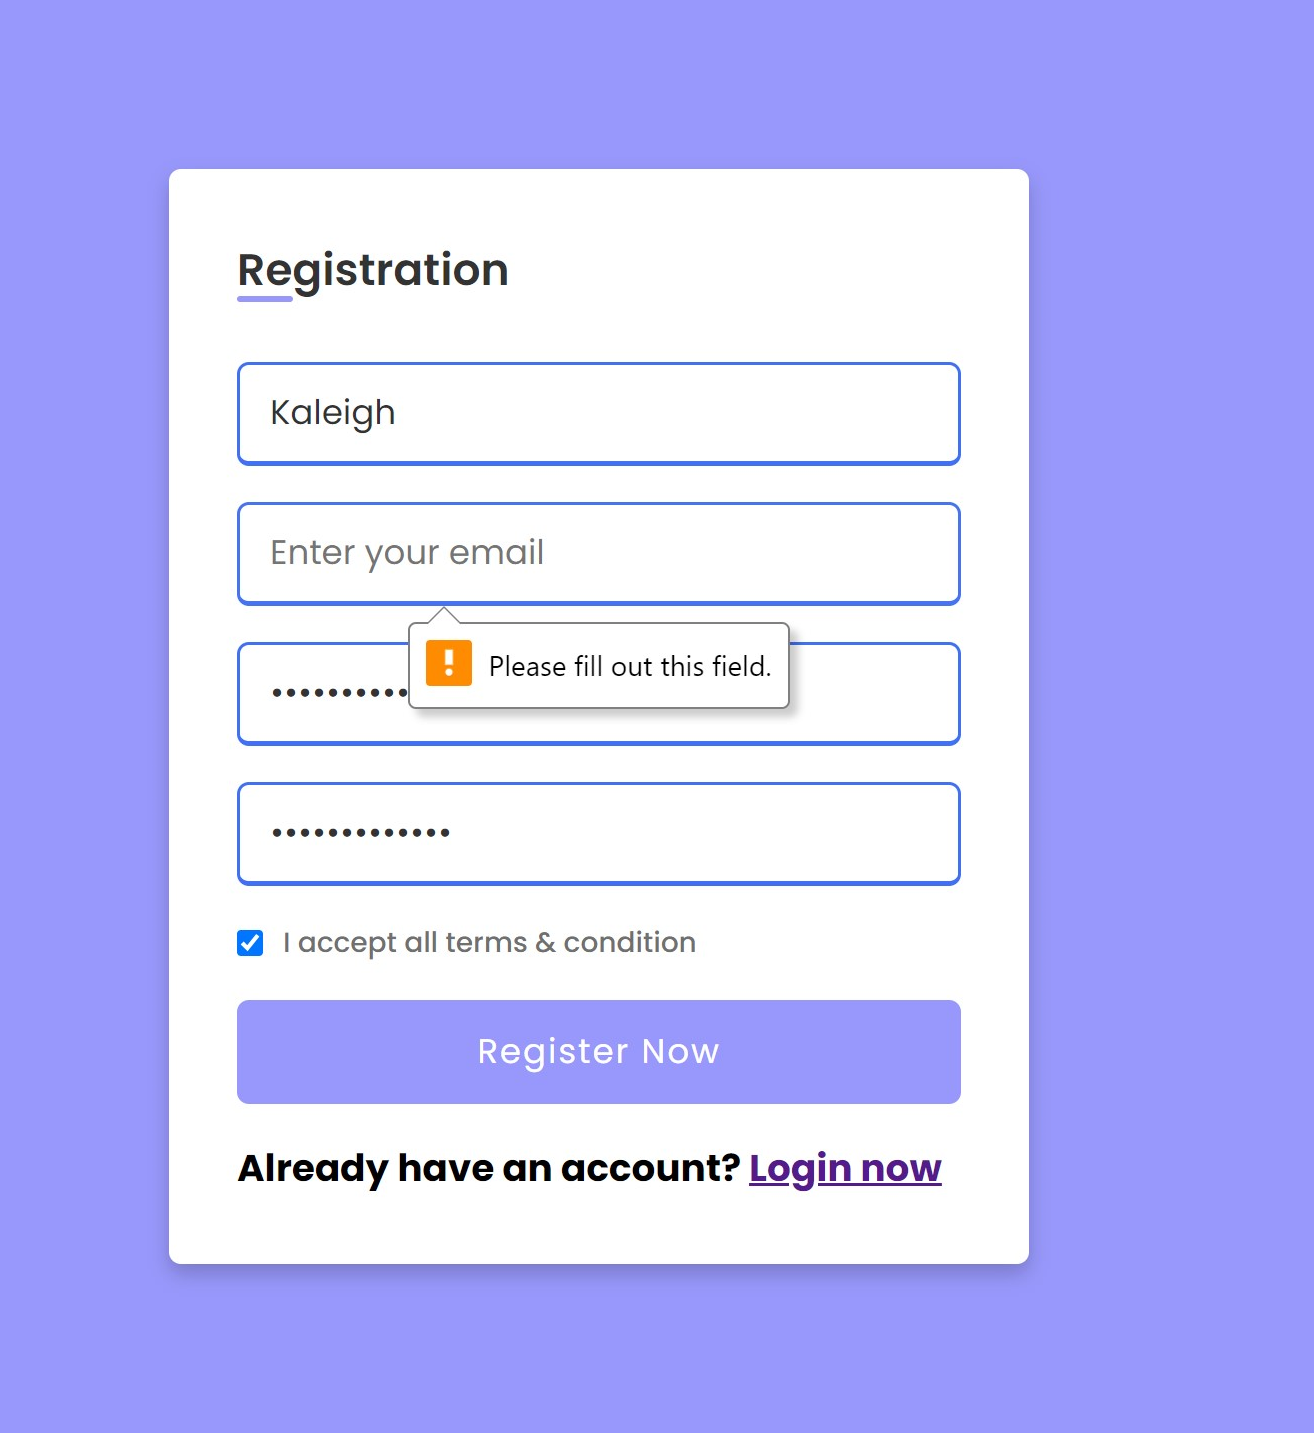 Registration
Kaleigh
Enter your email
Please fill out this field.
••••••••••
•••••••••••••
I accept all terms & condition
Register Now
Already have an account? Login now